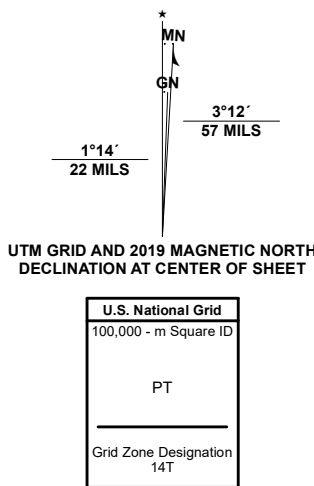 ★
MN
GN
3°12´
57 MILS
1°14´
22 MILS
UTM GRID AND 2019 MAGNETIC NORTH
DECLINATION AT CENTER OF SHEET
U.S. National Grid
100,000 - m Square ID
PT
Grid Zone Designation
14T